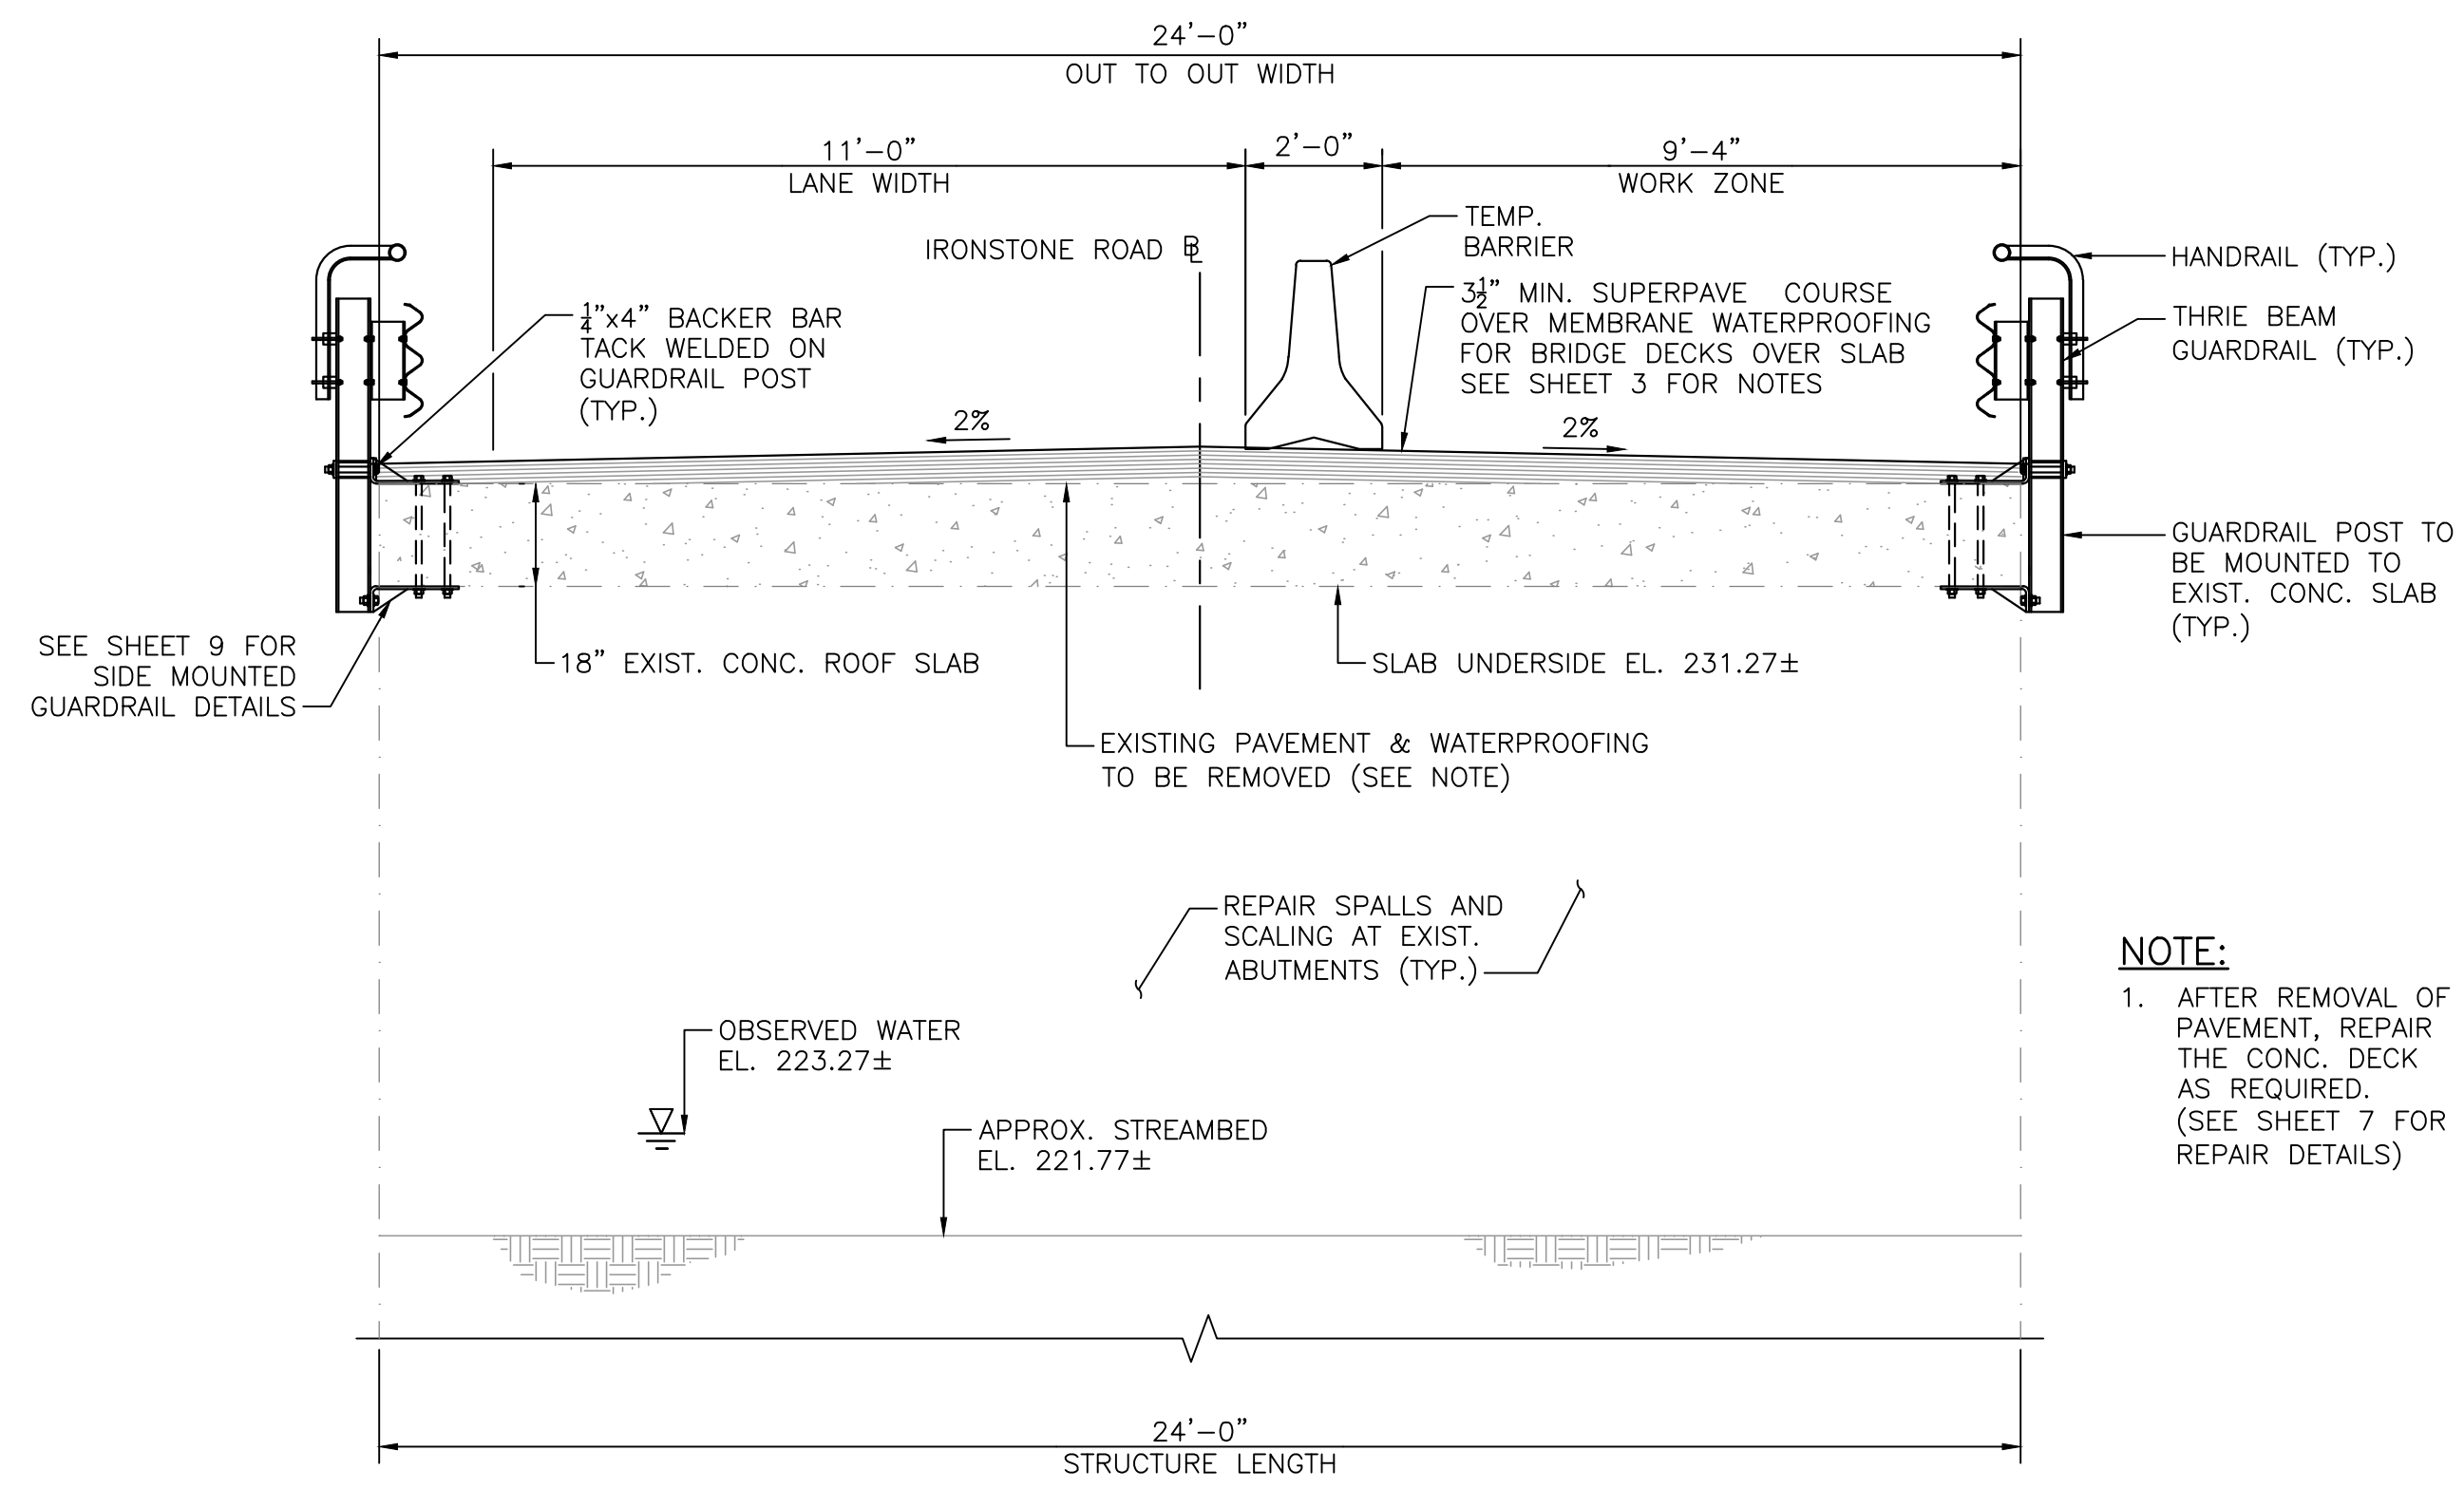 24'-0"
OUT TO OUT WIDTH
11'-0"
LANE WIDTH
2'-0"
9'-4"
WORK ZONE
IRONSTONE ROAD BL
TEMP.
BARRIER
HANDRAIL (TYP.)
THRIE BEAM
GUARDRAIL (TYP.)
1/4"x4" BACKER BAR
TACK WELDED ON
GUARDRAIL POST
(TYP.)
3 1/2" MIN. SUPERPAVE COURSE
OVER MEMBRANE WATERPROOFING
FOR BRIDGE DECKS OVER SLAB
SEE SHEET 3 FOR NOTES
2%
2%
GUARDRAIL POST TO
BE MOUNTED TO
EXIST. CONC. SLAB
(TYP.)
SEE SHEET 9 FOR
SIDE MOUNTED
GUARDRAIL DETAILS
18" EXIST. CONC. ROOF SLAB
SLAB UNDERSIDE EL. 231.27±
EXISTING PAVEMENT & WATERPROOFING
TO BE REMOVED (SEE NOTE)
REPAIR SPALLS AND
SCALING AT EXIST.
ABUTMENTS (TYP.)
OBSERVED WATER
EL. 223.27±
APPROX. STREAMBED
EL. 221.77±
NOTE:
1. AFTER REMOVAL OF
PAVEMENT, REPAIR
THE CONC. DECK
AS REQUIRED.
(SEE SHEET 7 FOR
REPAIR DETAILS)
24'-0"
STRUCTURE LENGTH